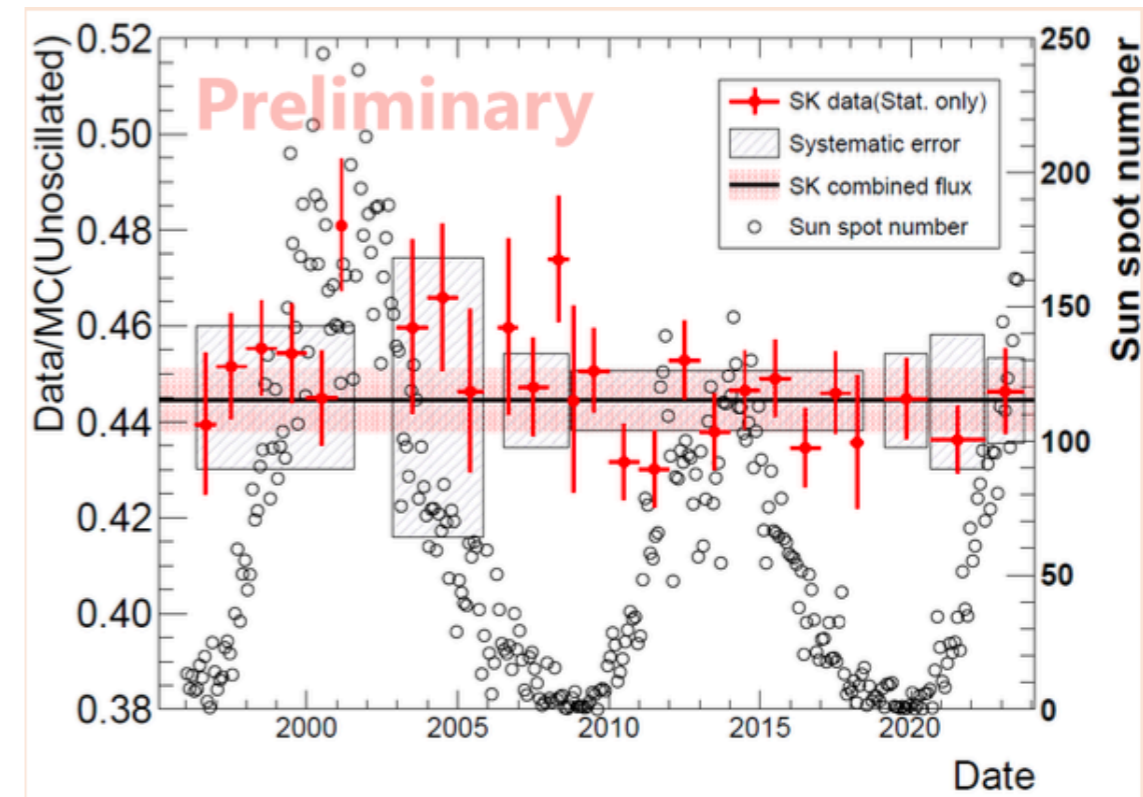 Data/MC(Unoscillated)
0.52
0.50
0.48
0.46
0.44
0.42
0.40
0.38
Preliminary
SK data(Stat. only)
Systematic error
SK combined flux
Sun spot number
250
200
150
100
50
0
Sun spot number
2000
2005
2010
2015
2020
Date